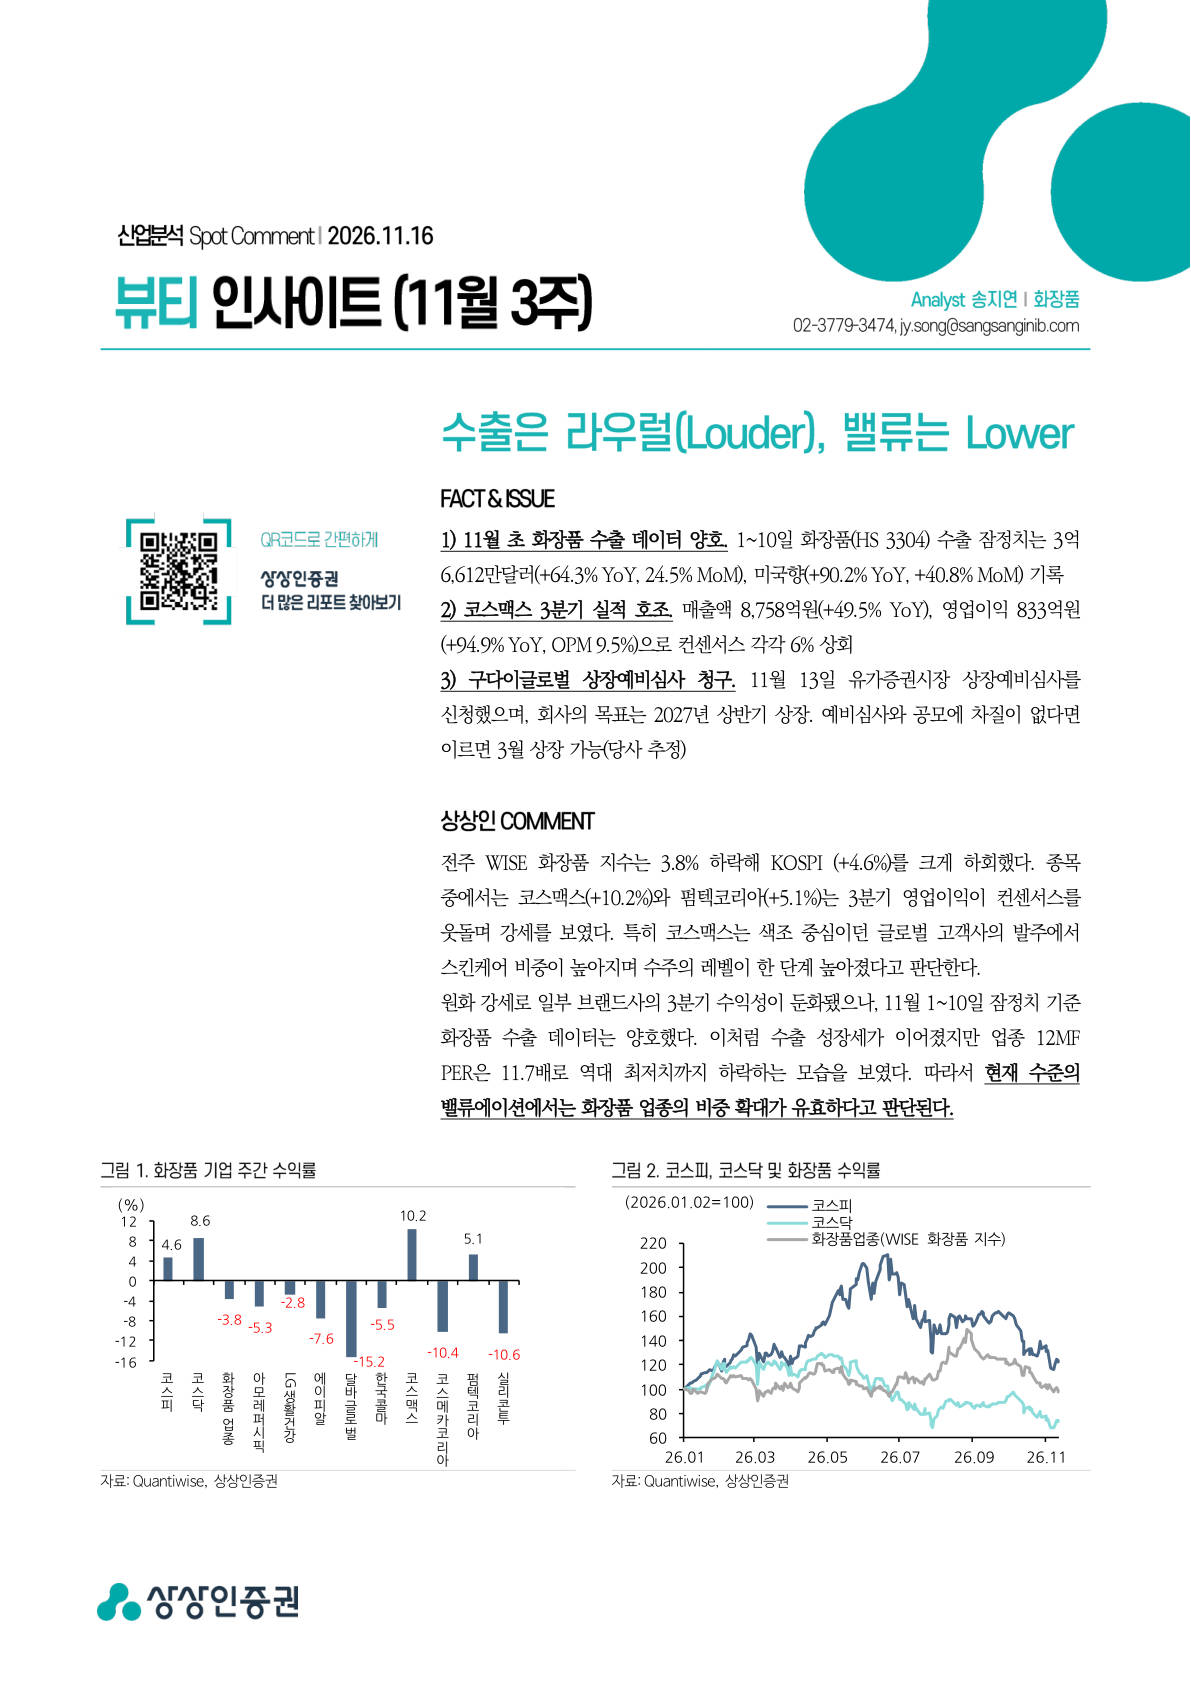 산업분석 Spot Comment | 2026.11.16
뷰티 인사이트 (11월 3주)
Analyst 송지연 | 화장품
02-3779-3474, jy.song@sangsanginib.com
수출은 라우럴(Louder), 밸류는 Lower
FACT & ISSUE
1) 11월 초 화장품 수출 데이터 양호. 1~10일 화장품(HS 3304) 수출 잠정치는 3억
6,612만달러(+64.3% YoY, 24.5% MoM), 미국향(+90.2% YoY, +40.8% MoM) 기록
2) 코스맥스 3분기 실적 호조. 매출액 8,758억원(+49.5% YoY), 영업이익 833억원
(+94.9% YoY, OPM 9.5%)으로 컨센서스 각각 6% 상회
3) 구다이글로벌 상장예비심사 청구. 11월 13일 유가증권시장 상장예비심사를
신청했으며, 회사의 목표는 2027년 상반기 상장. 예비심사와 공모에 차질이 없다면
이르면 3월 상장 가능(당사 추정)
QR코드로 간편하게
상상인증권
더 많은 리포트 찾아보기
상상인 COMMENT
전주 WISE 화장품 지수는 3.8% 하락해 KOSPI (+4.6%)를 크게 하회했다. 종목
중에서는 코스맥스(+10.2%)와 펌텍코리아(+5.1%)는 3분기 영업이익이 컨센서스를
웃돌며 강세를 보였다. 특히 코스맥스는 색조 중심이던 글로벌 고객사의 발주에서
스킨케어 비중이 높아지며 수주의 레벨이 한 단계 높아졌다고 판단한다.
원화 강세로 일부 브랜드사의 3분기 수익성이 둔화됐으나, 11월 1~10일 잠정치 기준
화장품 수출 데이터는 양호했다. 이처럼 수출 성장세가 이어졌지만 업종 12MF
PER은 11.7배로 역대 최저치까지 하락하는 모습을 보였다. 따라서 현재 수준의
밸류에이션에서는 화장품 업종의 비중 확대가 유효하다고 판단된다.
그림 1. 화장품 기업 주간 수익률
(%)
12
8
4
0
-4
-8
-12
-16
4.6
8.6
-3.8
-5.3
-2.8
-7.6
-15.2
-5.5
10.2
-10.4
5.1
-10.6
코스피
코스닥
화장품 업종
아모레퍼시픽
LG생활건강
에이피알
달바글로벌
한국콜마
코스맥스
코스메카코리아
펌텍코리아
실리콘투
자료: Quantiwise, 상상인증권
그림 2. 코스피, 코스닥 및 화장품 수익률
(2026.01.02=100)
코스피
코스닥
화장품업종(WISE 화장품 지수)
220
200
180
160
140
120
100
80
60
26.01 26.03 26.05 26.07 26.09 26.11
자료: Quantiwise, 상상인증권
상상인증권